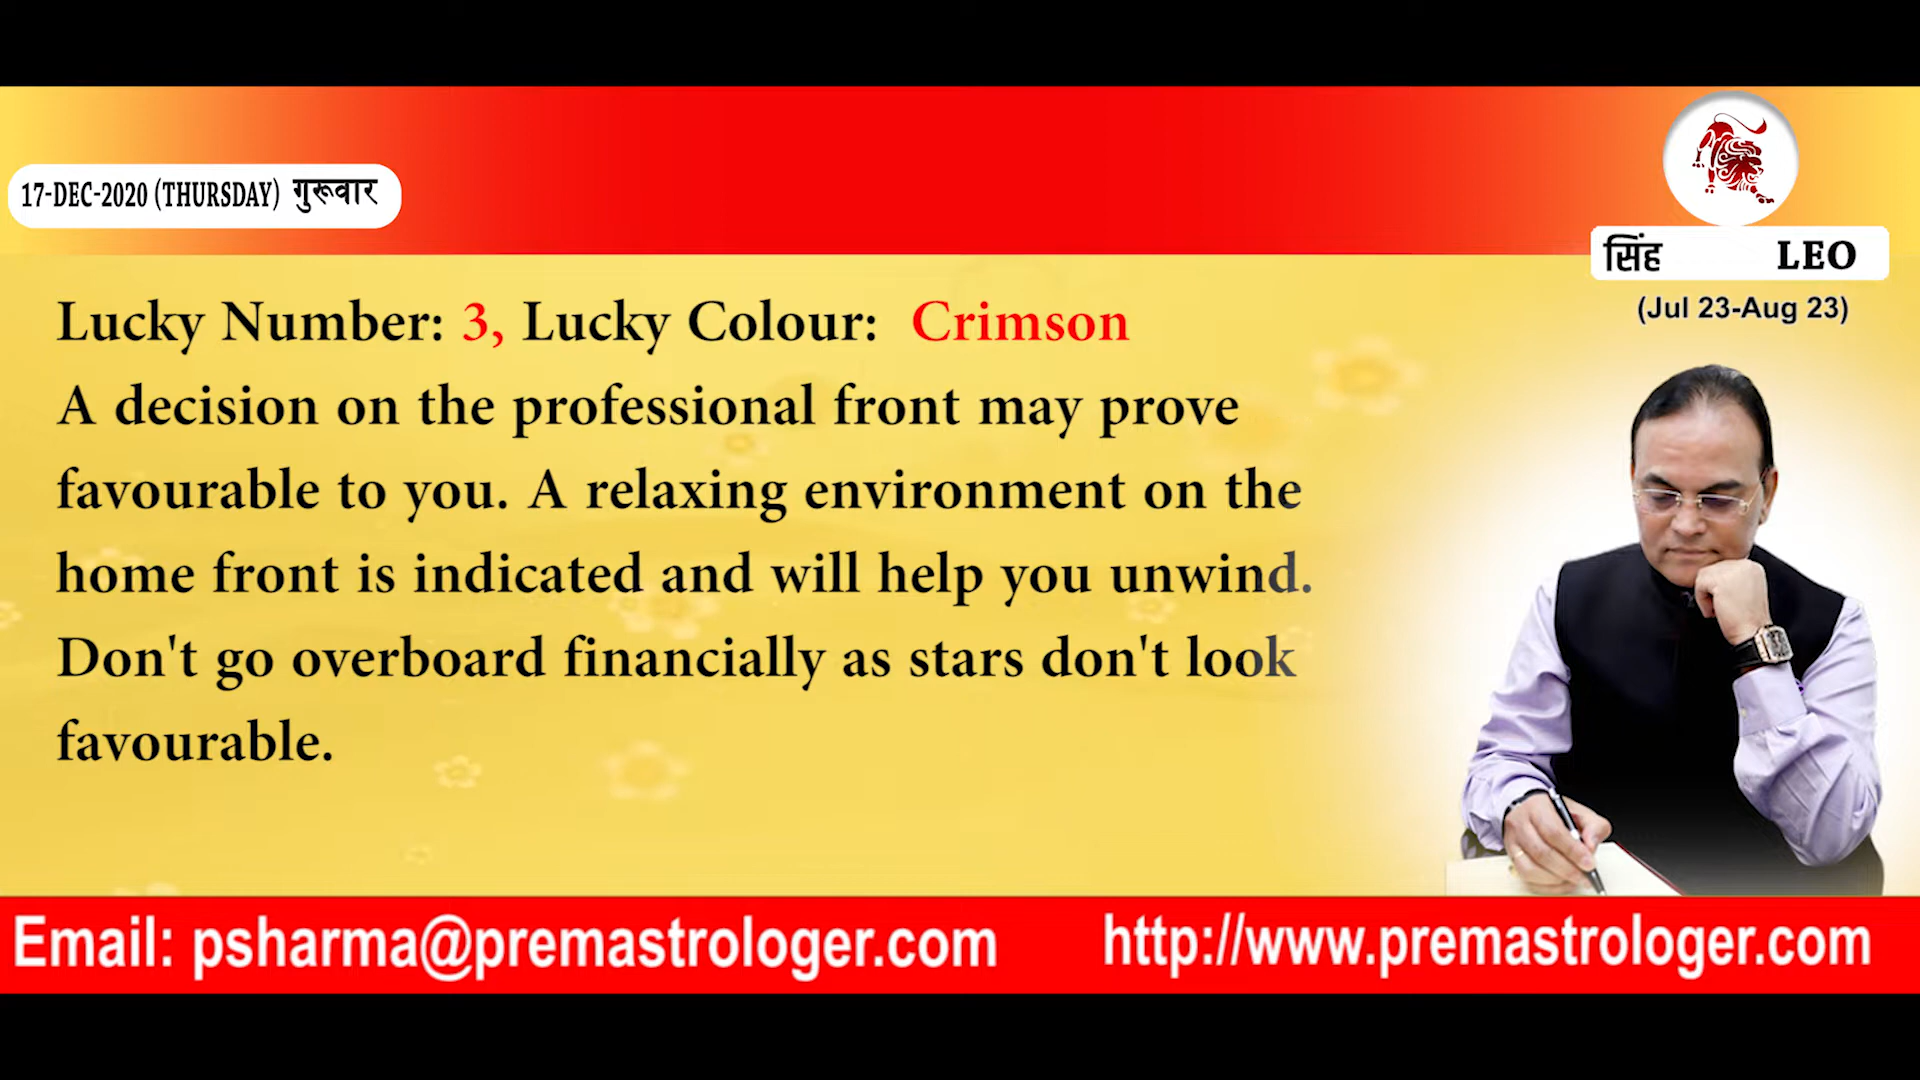 17-DEC-2020 (THURSDAY) गुरूवार
सिंह LEO
(Jul 23-Aug 23)
Lucky Number: 3, Lucky Colour: Crimson
A decision on the professional front may prove
favourable to you. A relaxing environment on the
home front is indicated and will help you unwind.
Don't go overboard financially as stars don't look
favourable.
Email: psharma@premastrologer.com http://www.premastrologer.com